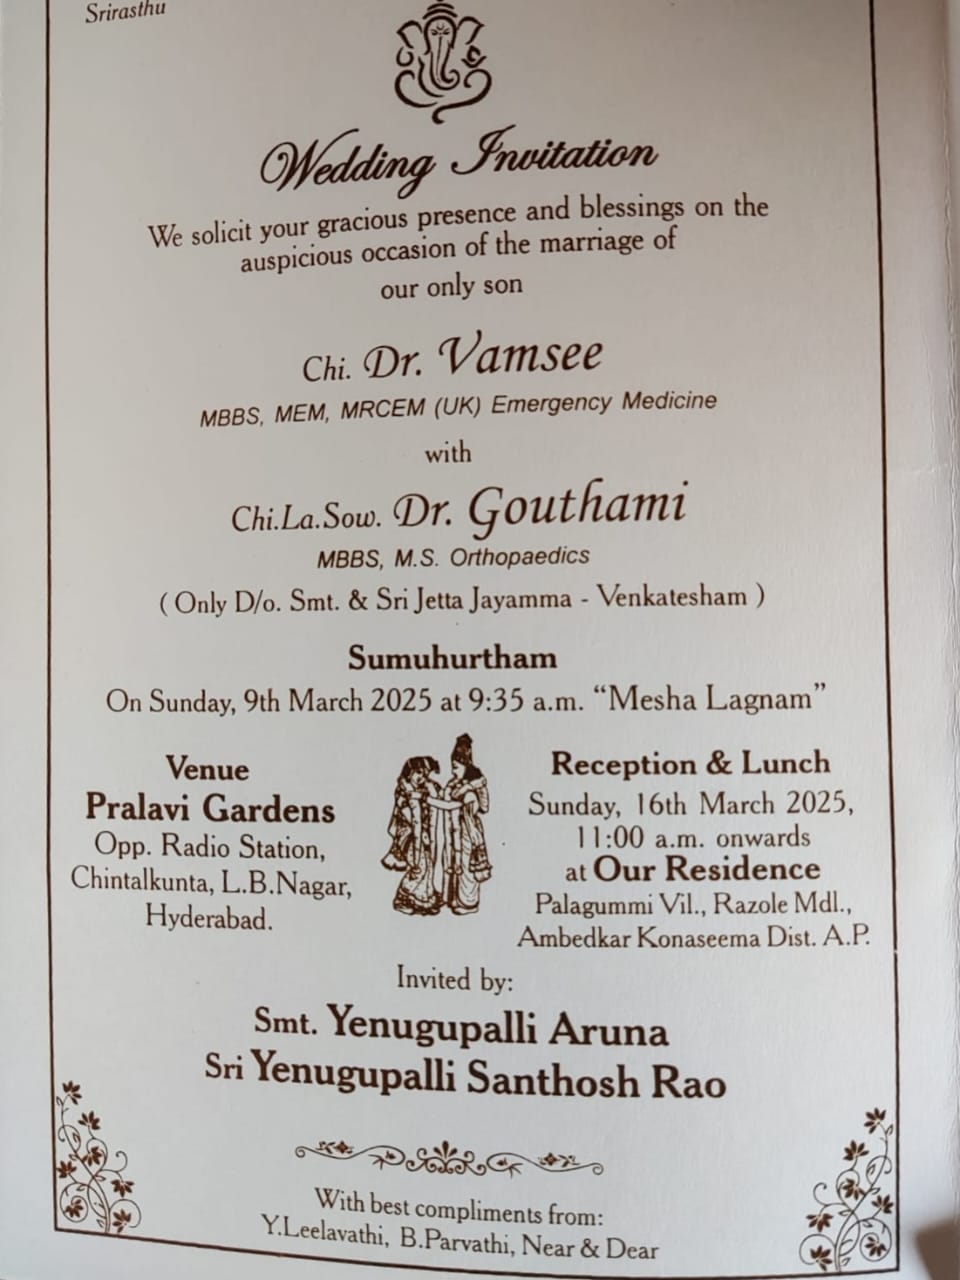 Srirasthu
Wedding Invitation
We solicit your gracious presence and blessings on the
auspicious occasion of the marriage of
our only son
Chi. Dr. Vamsee
MBBS, MEM, MRCEM (UK) Emergency Medicine
with
Chi.La.Sow. Dr. Gouthami
MBBS, M.S. Orthopaedics
( Only D/o. Smt. & Sri Jetta Jayamma - Venkatesham )
Sumuhurtham
On Sunday, 9th March 2025 at 9:35 a.m. “Mesha Lagnam”
Venue
Pralavi Gardens
Opp. Radio Station,
Chintalkunta, L.B.Nagar,
Hyderabad.
Reception & Lunch
Sunday, 16th March 2025,
11:00 a.m. onwards
at Our Residence
Palagummi Vil., Razole Mdl.,
Ambedkar Konaseema Dist. A.P.
Invited by:
Smt. Yenugupalli Aruna
Sri Yenugupalli Santhosh Rao
With best compliments from:
Y.Leelavathi, B.Parvathi, Near & Dear